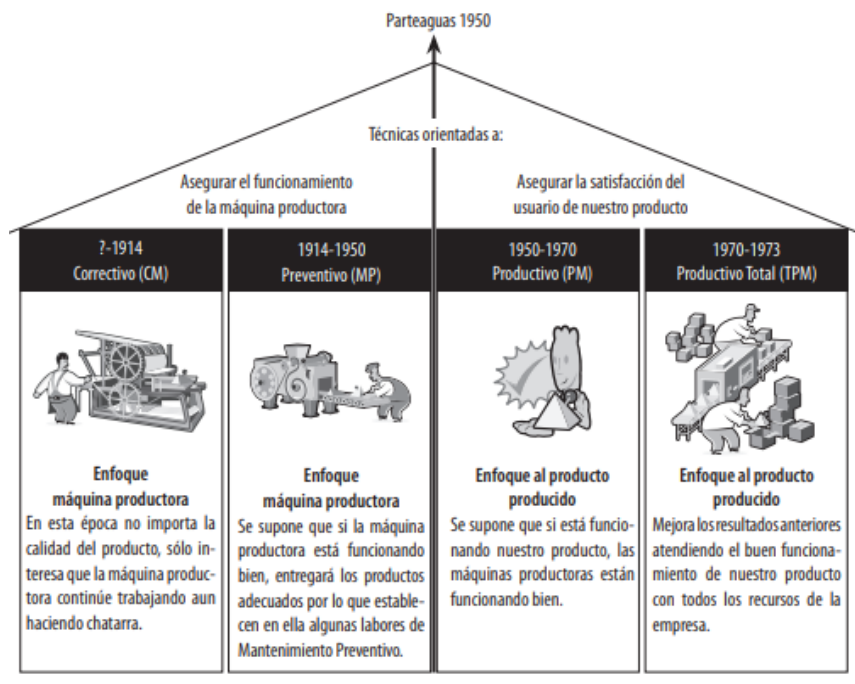 Parteaguas 1950
Técnicas orientadas a:
Asegurar el funcionamiento
de la máquina productora
Asegurar la satisfacción del
usuario de nuestro producto
?-1914
Correctivo (CM)
1914-1950
Preventivo (MP)
1950-1970
Productivo (PM)
1970-1973
Productivo Total (TPM)
Enfoque
máquina productora
En esta época no importa la
calidad del producto, sólo in-
teresa que la máquina produc-
tora continúe trabajando aun
haciendo chatarra.
Enfoque
máquina productora
Se supone que si la máquina
productora está funcionando
bien, entregará los productos
adecuados por lo que estable-
cen en ella algunas labores de
Mantenimiento Preventivo.
Enfoque al producto
producido
Se supone que si está funcio-
nando nuestro producto, las
máquinas productoras están
funcionando bien.
Enfoque al producto
producido
Mejora los resultados anteriores
atendiendo el buen funciona-
miento de nuestro producto
con todos los recursos de la
empresa.